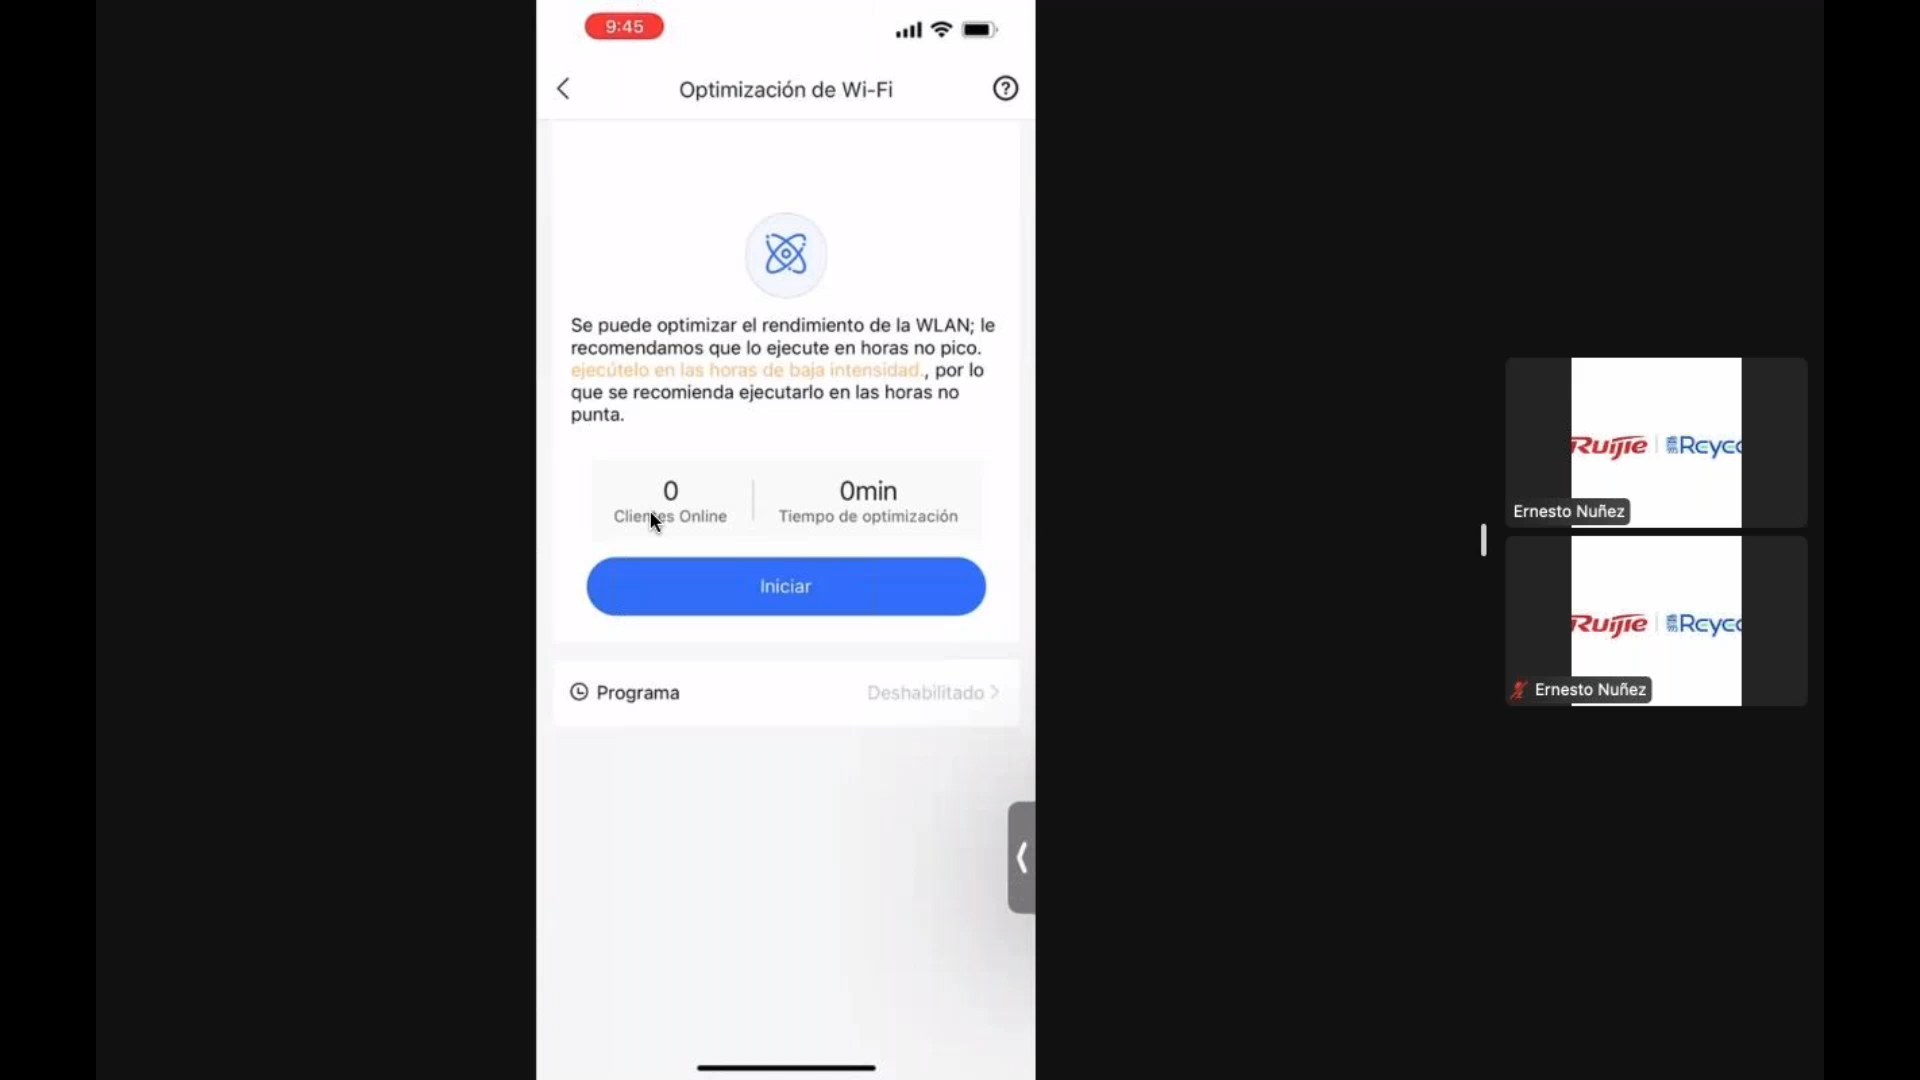 9:45
Optimización de Wi-Fi
Se puede optimizar el rendimiento de la WLAN; le
recomendamos que lo ejecute en horas no pico.
ejecútelo en las horas de baja intensidad., por lo
que se recomienda ejecutarlo en las horas no
punta.
0
Clientes Online
0min
Tiempo de optimización
Iniciar
Programa
Deshabilitado
Ruijie
Reyc
Ernesto Nuñez
Ruijie
Reyc
Ernesto Nuñez